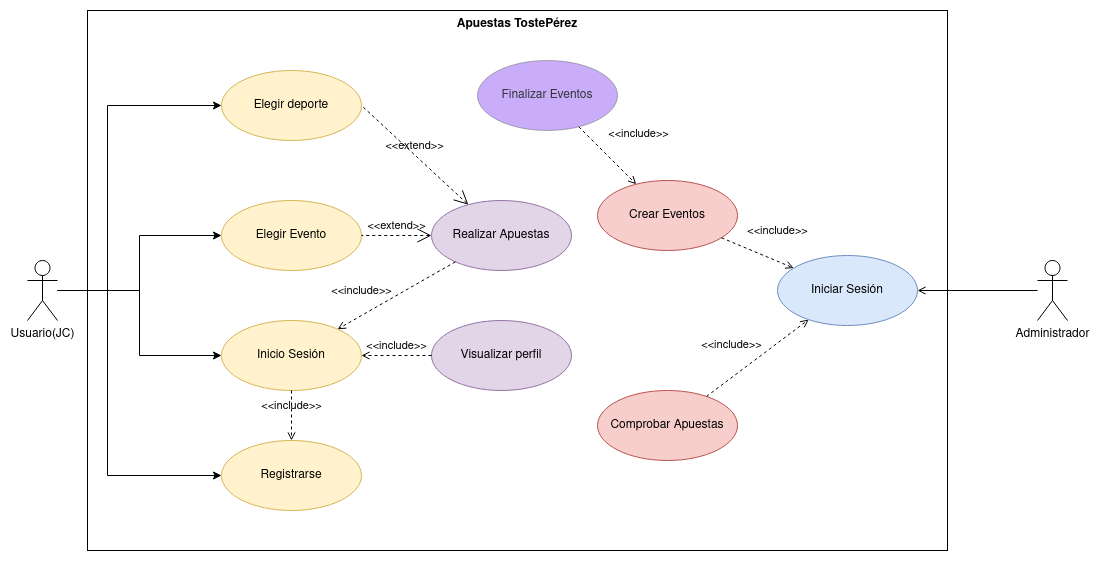 Apuestas TostePérez
Elegir deporte
Finalizar Eventos
<<extend>>
<<include>>
Elegir Evento
<<extend>>
Realizar Apuestas
Crear Eventos
<<include>>
Usuario(JC)
<<include>>
Iniciar Sesión
Administrador
Inicio Sesión
<<include>>
Visualizar perfil
<<include>>
<<include>>
Comprobar Apuestas
Registrarse